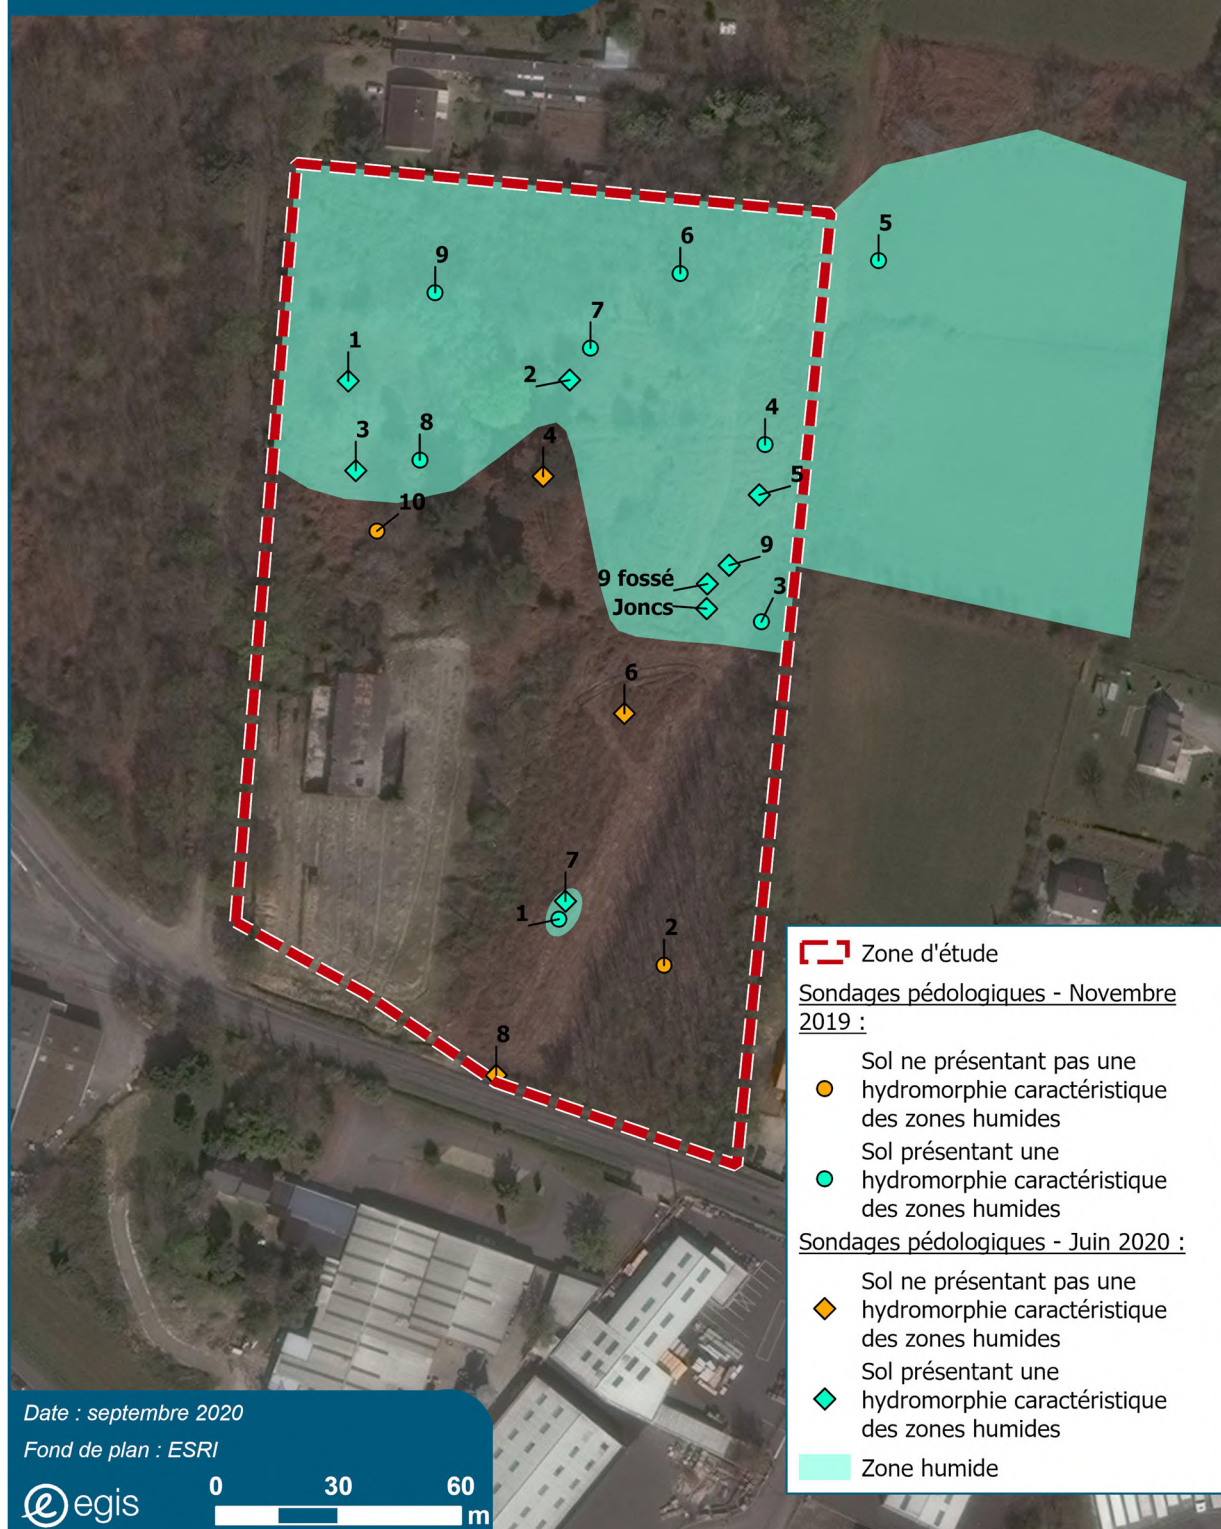 5
6
9
7
1
2
4
3
8
4
5
10
9
9 fossé
3
Joncs
6
7
1
2
8
Zone d'étude
Sondages pédologiques - Novembre
2019 :
Sol ne présentant pas une
hydromorphie caractéristique
des zones humides
Sol présentant une
hydromorphie caractéristique
des zones humides
Sondages pédologiques - Juin 2020 :
Sol ne présentant pas une
hydromorphie caractéristique
des zones humides
Sol présentant une
hydromorphie caractéristique
des zones humides
Zone humide
Date : septembre 2020
Fond de plan : ESRI
egis
0 30 60
m